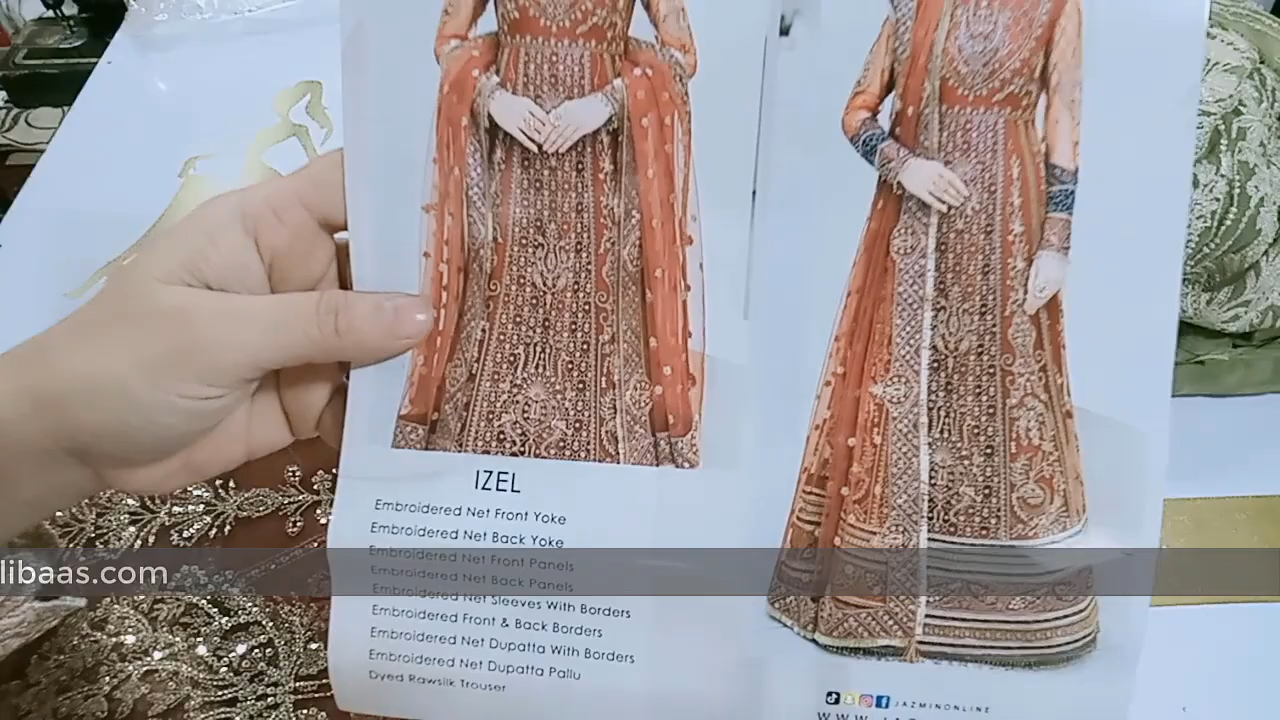 IZEL
Embroidered Net Front Yoke
Embroidered Net Back Yoke
Embroidered Net Front Panels
Embroidered Net Back Panels
Embroidered Net Sleeves With Borders
Embroidered Front & Back Borders
Embroidered Net Dupatta With Borders
Embroidered Net Dupatta Pallu
Dyed Rawsilk Trouser
libaas.com
JAZMINONLINE